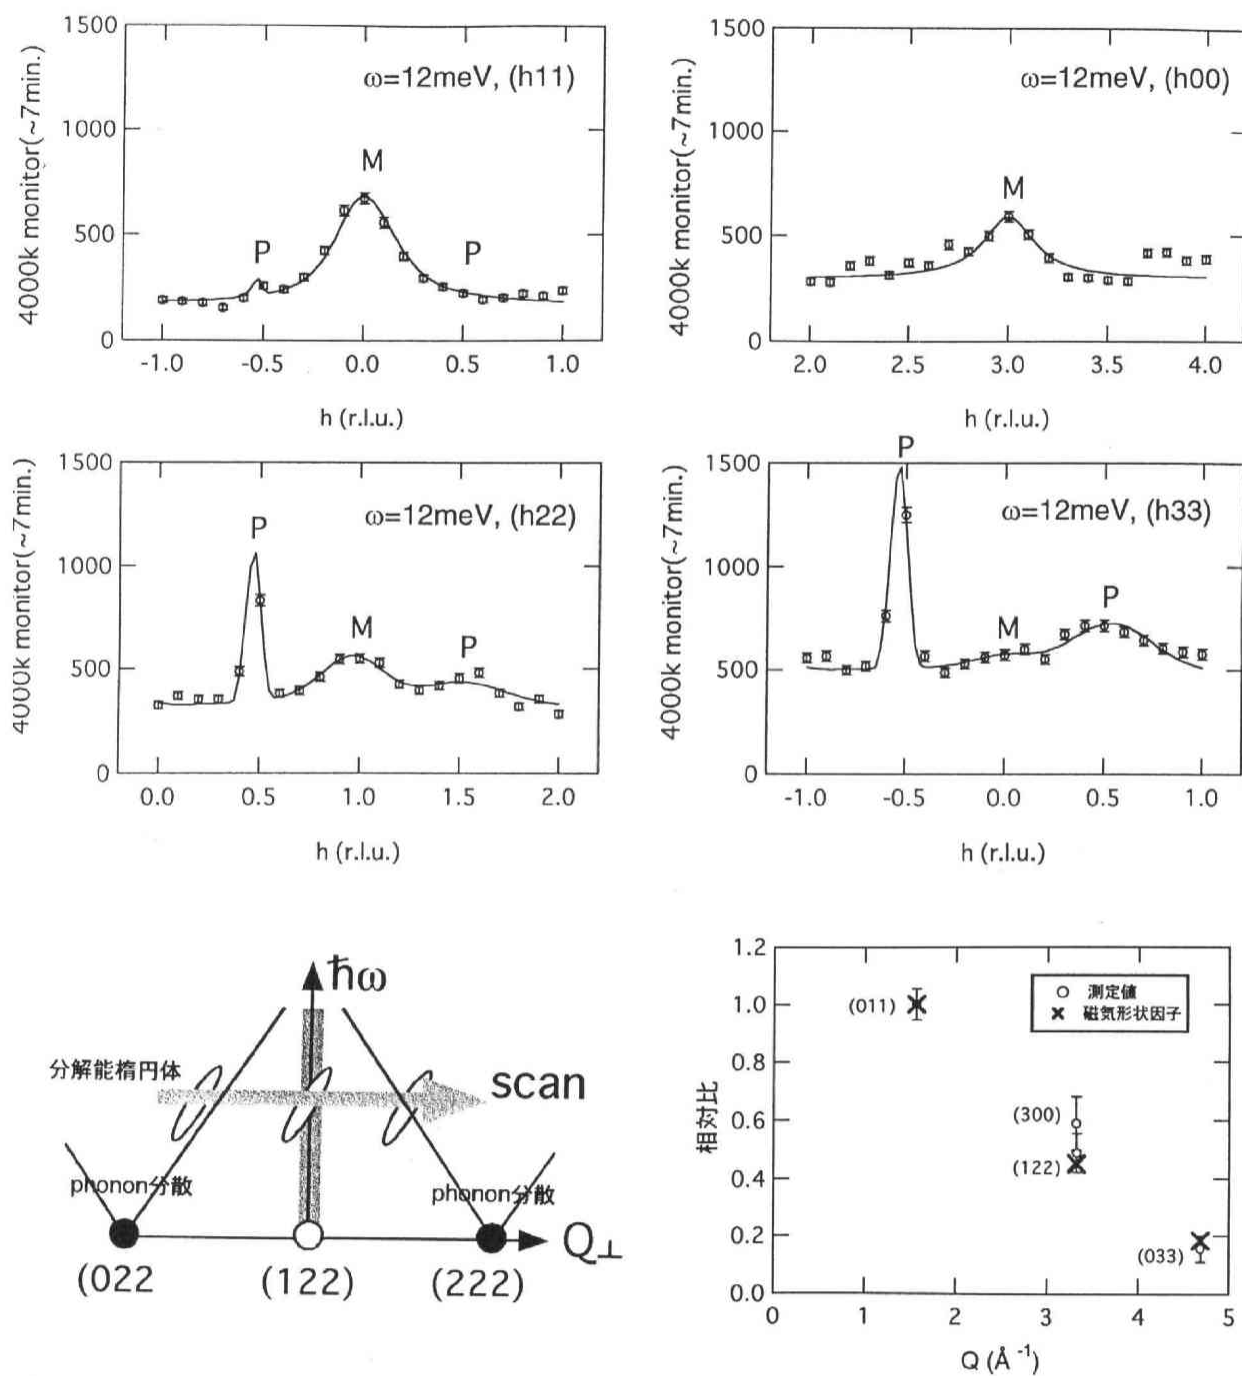 1500
1000
500
0
4000k monitor(~7min.)
ω=12meV, (h11)
P
M
P
-1.0
-0.5
0.0
0.5
1.0
h (r.l.u.)
1500
1000
500
0
4000k monitor(~7min.)
ω=12meV, (h00)
M
2.0
2.5
3.0
3.5
4.0
h (r.l.u.)
1500
1000
500
0
4000k monitor(~7min.)
ω=12meV, (h22)
P
M
P
0.0
0.5
1.0
1.5
2.0
h (r.l.u.)
1500
1000
500
0
4000k monitor(~7min.)
ω=12meV, (h33)
P
M
P
-1.0
-0.5
0.0
0.5
1.0
h (r.l.u.)
ħω
分解能楕円体
scan
phonon分散
phonon分散
Q⊥
(022
(122)
(222)
1.2
1.0
0.8
0.6
0.4
0.2
0.0
相対比
測定値
磁気形状因子
(011)
(300)
(122)
(033)
0
1
2
3
4
5
Q (Å⁻¹)